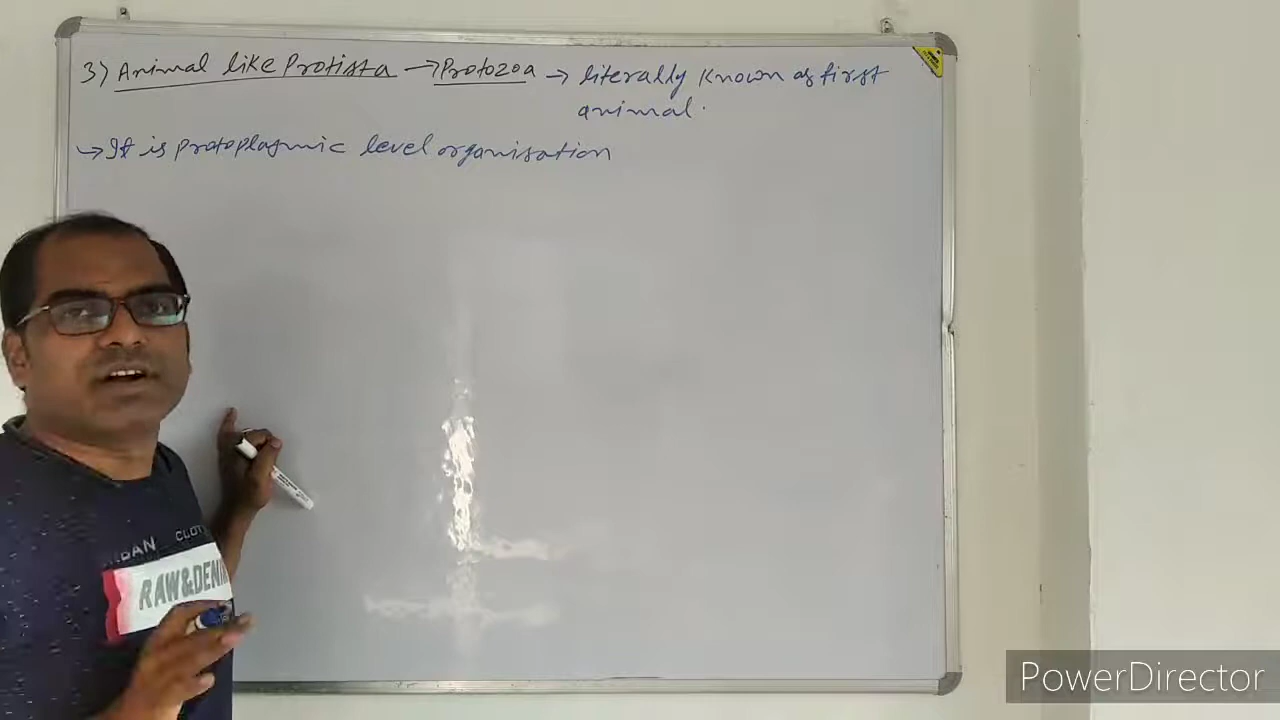 3) Animal like Protista → Protozoa → literally known as first
animal.
→ It is protoplasmic level organisation
URBAN CLOT
RAW&DENIM
PowerDirector